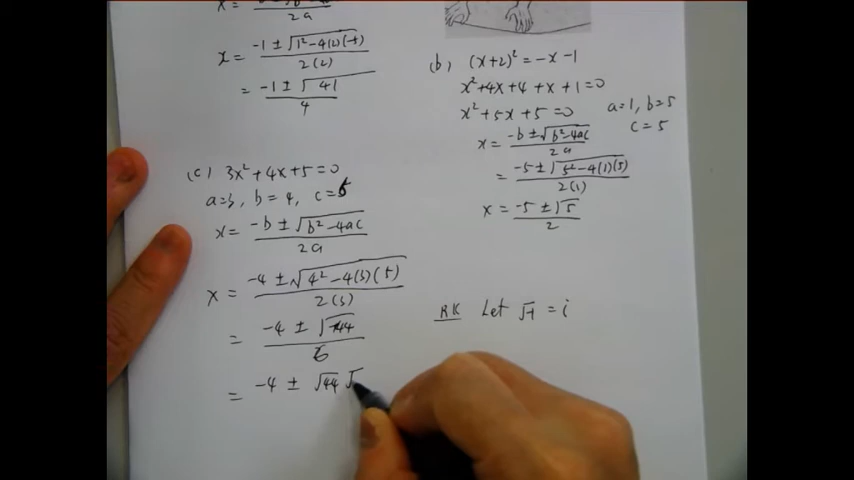 x = / 2a
x = -1 ± √1² - 4(2)(-5) / 2(2)
= -1 ± √41 / 4
(c) 3x² + 4x + 5 = 0
a=3, b = 4, c = 5
x = -b ± √b² - 4ac / 2a
x = -4 ± √4² - 4(3)(5) / 2(3)
= -4 ± √-44 / 6
= -4 ± √44 √
(b) (x+2)² = -x -1
x² + 4x + 4 + x + 1 = 0
x² + 5x + 5 = 0 a=1, b=5
c = 5
x = -b ± √b² - 4ac / 2a
= -5 ± √5² - 4(1)(5) / 2(1)
x = -5 ± √5 / 2
RK Let √-1 = i